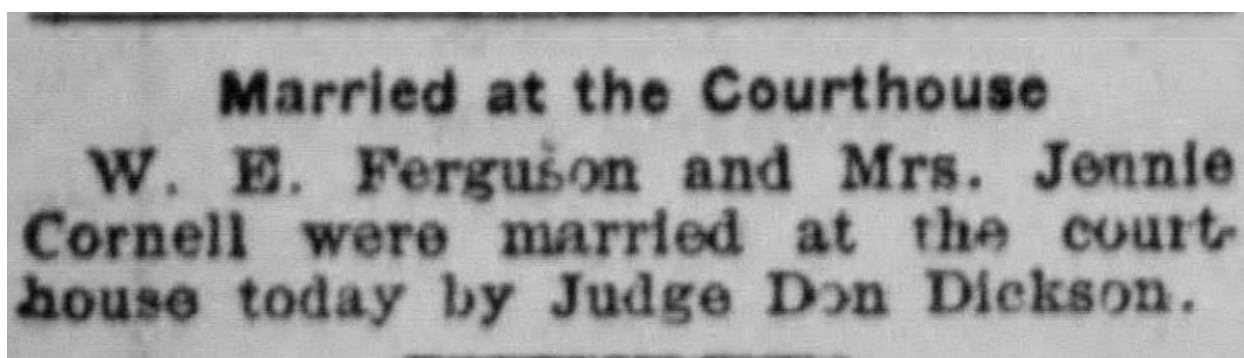 Married at the Courthouse
W. E. Ferguson and Mrs. Jennie
Cornell were married at the court-
house today by Judge Don Dickson.